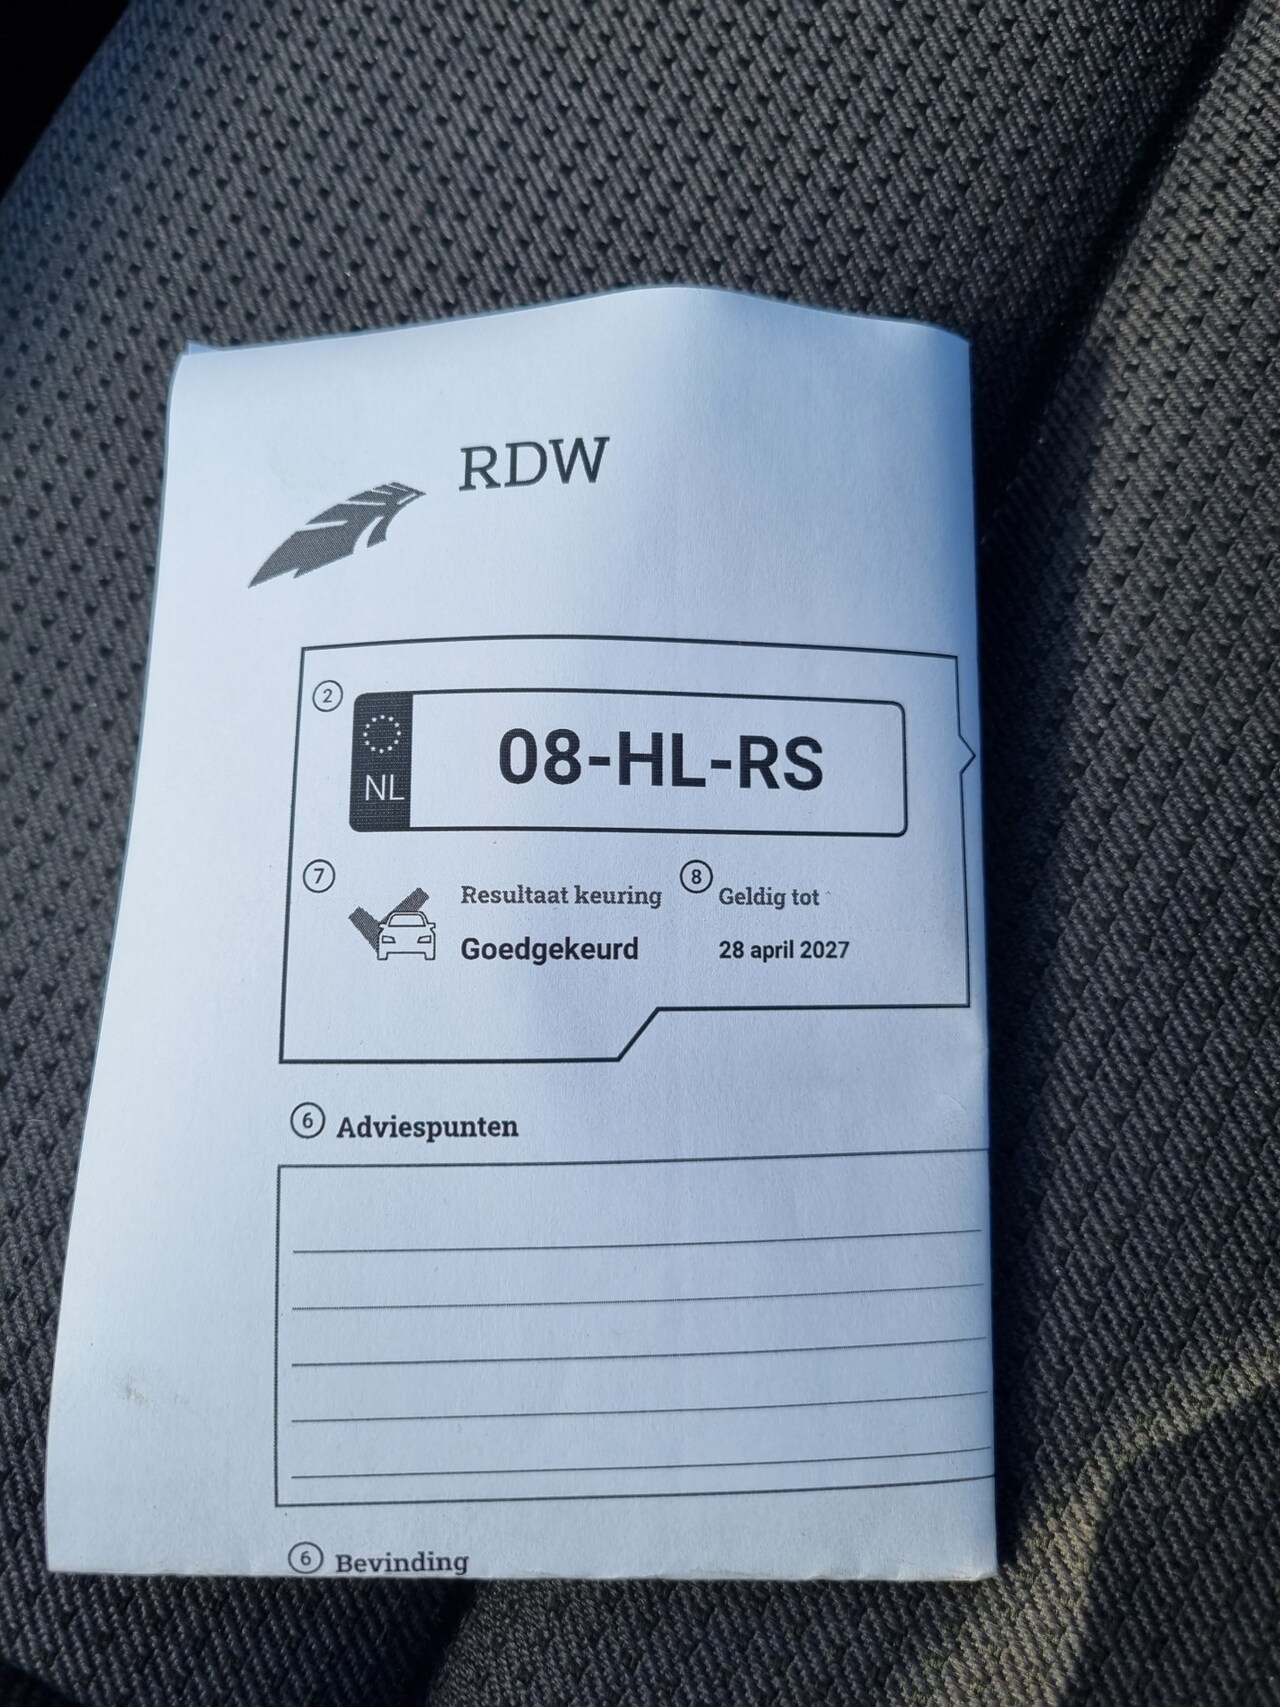 RDW
2
NL
08-HL-RS
7
Resultaat keuring
Goedgekeurd
8
Geldig tot
28 april 2027
6 Adviespunten
6 Bevinding